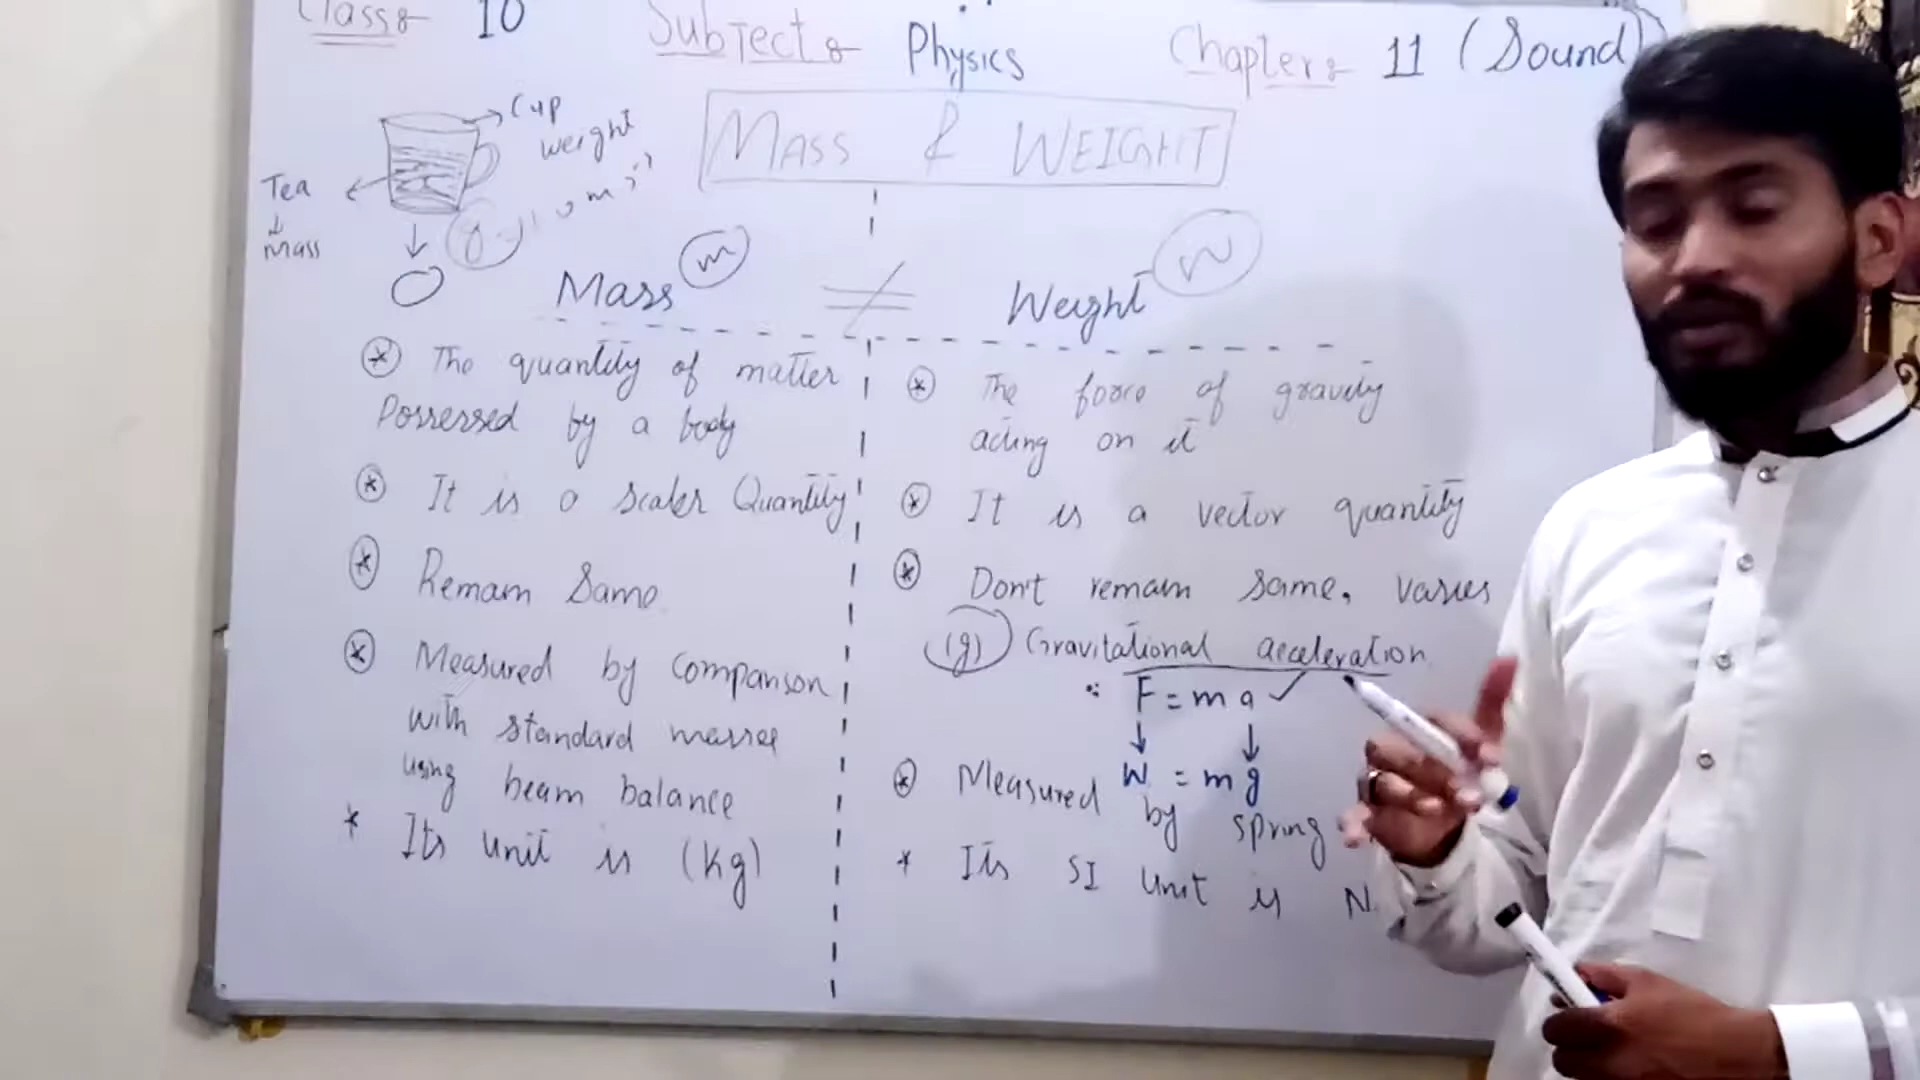 Class: 10 Subject: Physics Chapter: 11 (Sound)
Cup
weight
Tea
Mass
MASS & WEIGHT
Mass m ≠ Weight W
The quantity of matter
Possessed by a body
It is a scaler Quantity
Remain Same
Measured by Comparison
with standard masses
using beam balance
* Its unit is (Kg)
The force of gravity
acting on it
It is a vector quantity
Don't remain same, varies
(g) Gravitational acceleration
∵ F = ma ✓
W = mg
Measured by spring
* Its SI unit is N